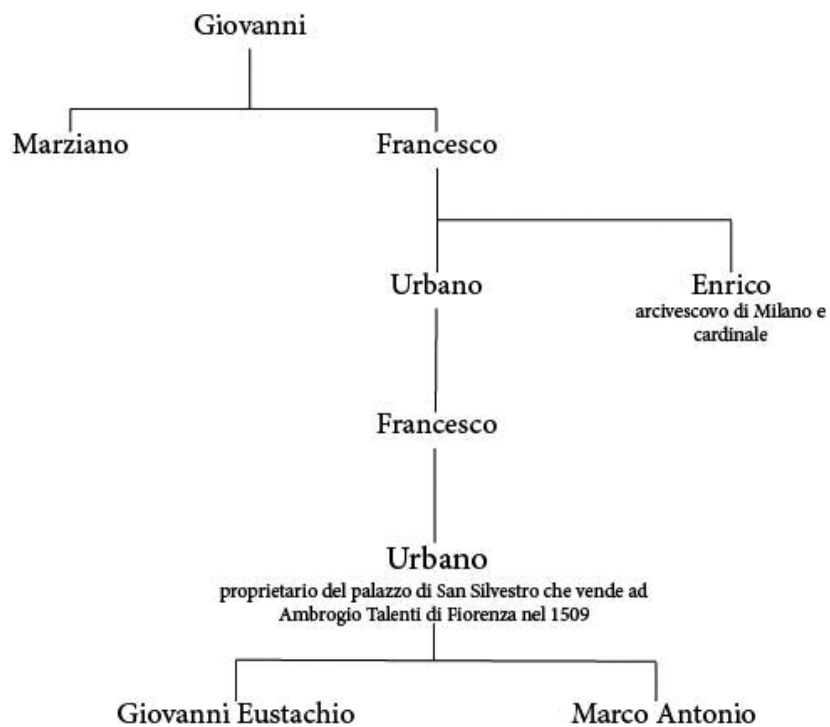 Giovanni
Marziano
Francesco
Urbano
Enrico
arcivescovo di Milano e
cardinale
Francesco
Urbano
proprietario del palazzo di San Silvestro che vende ad
Ambrogio Talenti di Fiorenza nel 1509
Giovanni Eustachio
Marco Antonio